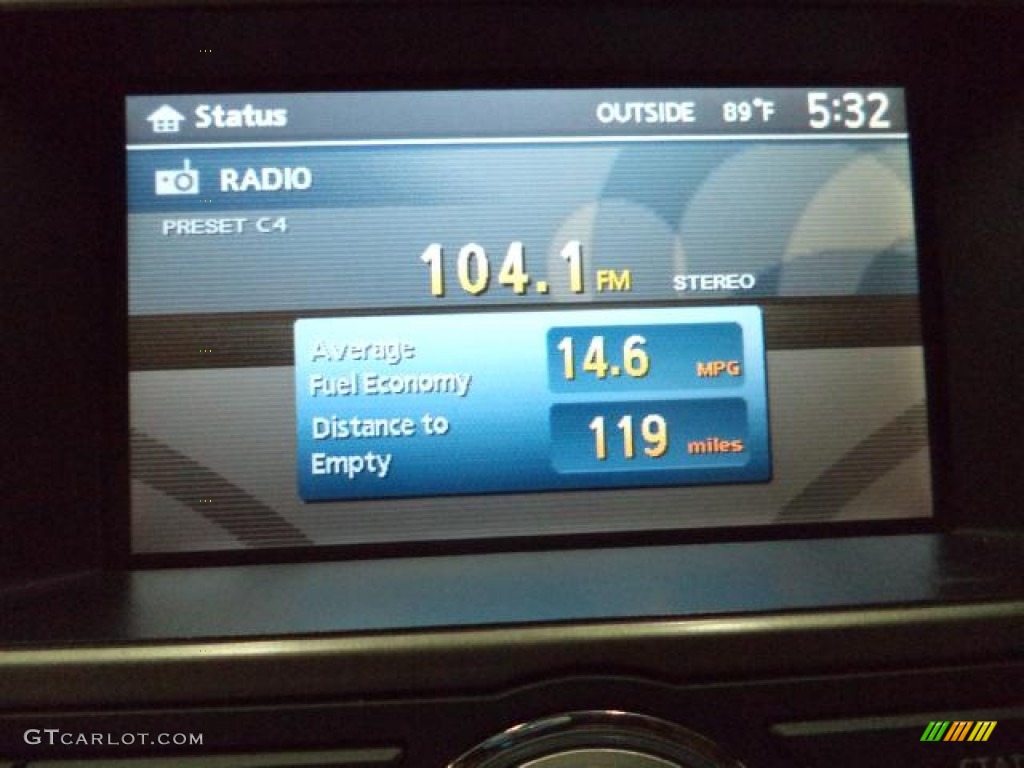 Status OUTSIDE 89°F 5:32
RADIO
PRESET C4
104.1 FM STEREO
Average
Fuel Economy
14.6 MPG
Distance to
Empty
119 miles
GTCARLOT.COM